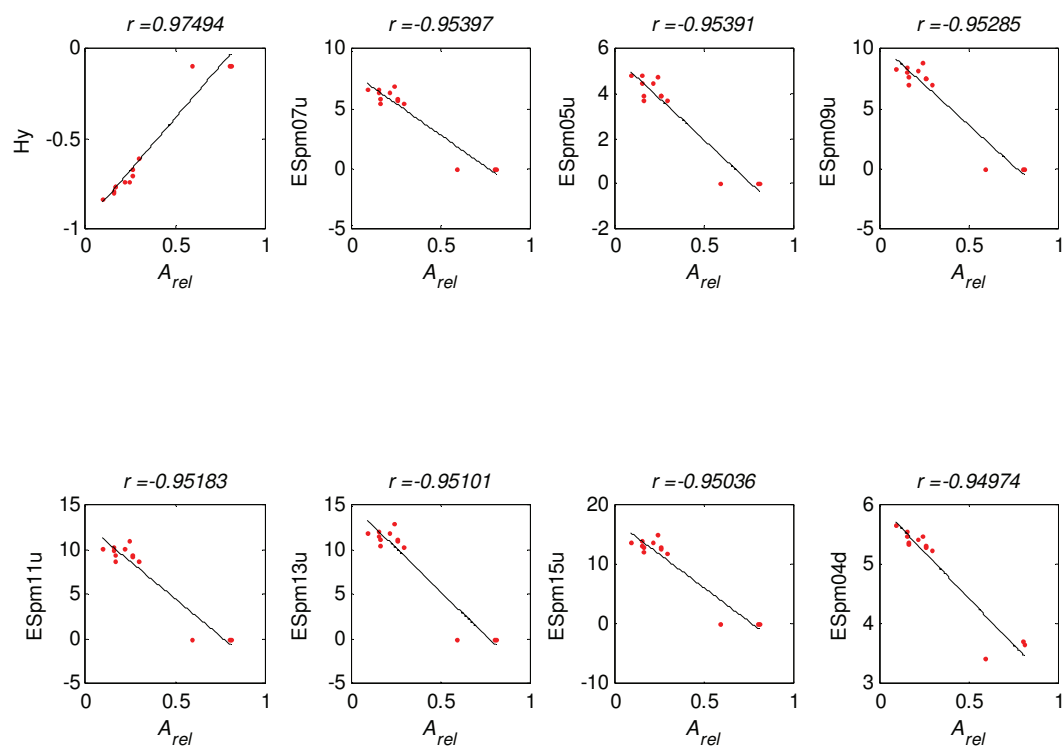 r =0.97494
r =-0.95397
r =-0.95391
r =-0.95285
0
-0.5
-1
Hy
0
0.5
1
A_rel
10
5
0
-5
ESpm07u
0
0.5
1
A_rel
6
4
2
0
-2
ESpm05u
0
0.5
1
A_rel
10
5
0
-5
ESpm09u
0
0.5
1
A_rel
r =-0.95183
r =-0.95101
r =-0.95036
r =-0.94974
15
10
5
0
-5
ESpm11u
0
0.5
1
A_rel
15
10
5
0
-5
ESpm13u
0
0.5
1
A_rel
20
10
0
-10
ESpm15u
0
0.5
1
A_rel
6
5
4
3
ESpm04d
0
0.5
1
A_rel